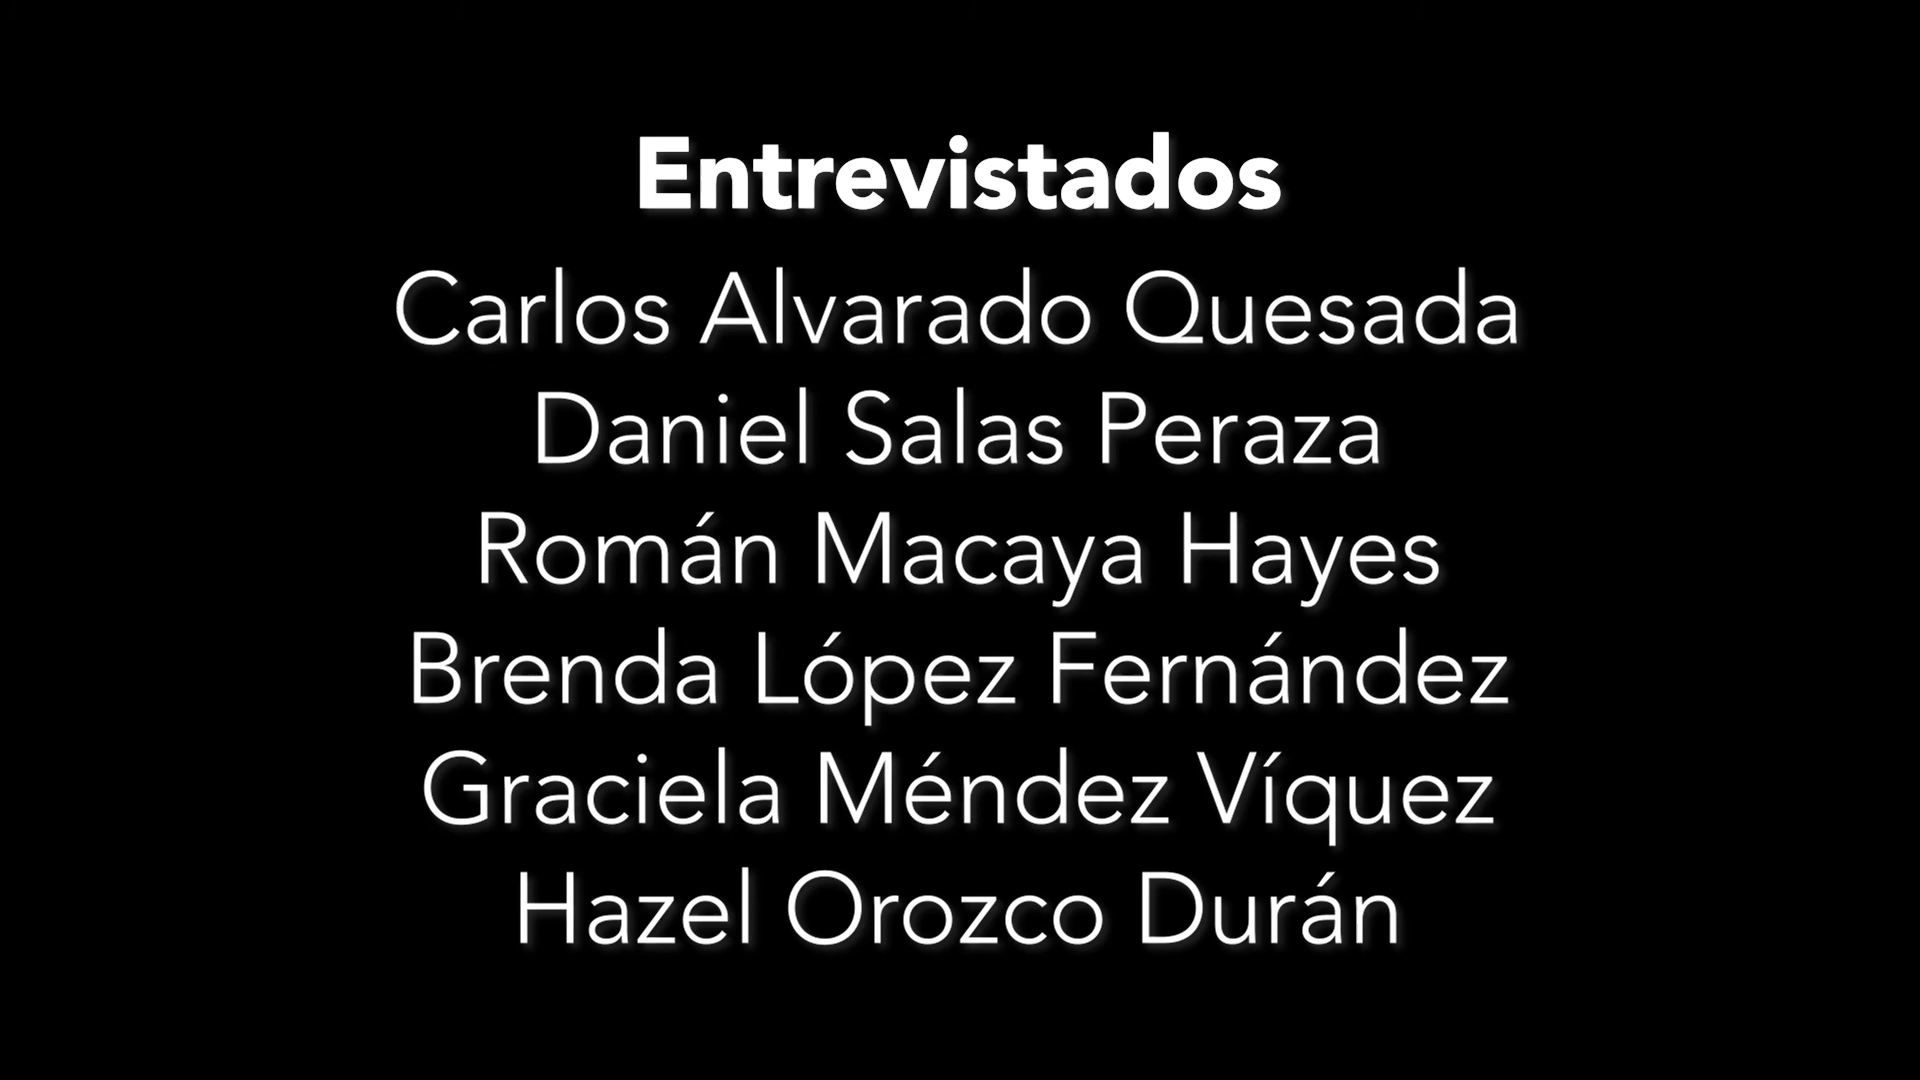 Entrevistados
Carlos Alvarado Quesada
Daniel Salas Peraza
Román Macaya Hayes
Brenda López Fernández
Graciela Méndez Víquez
Hazel Orozco Durán